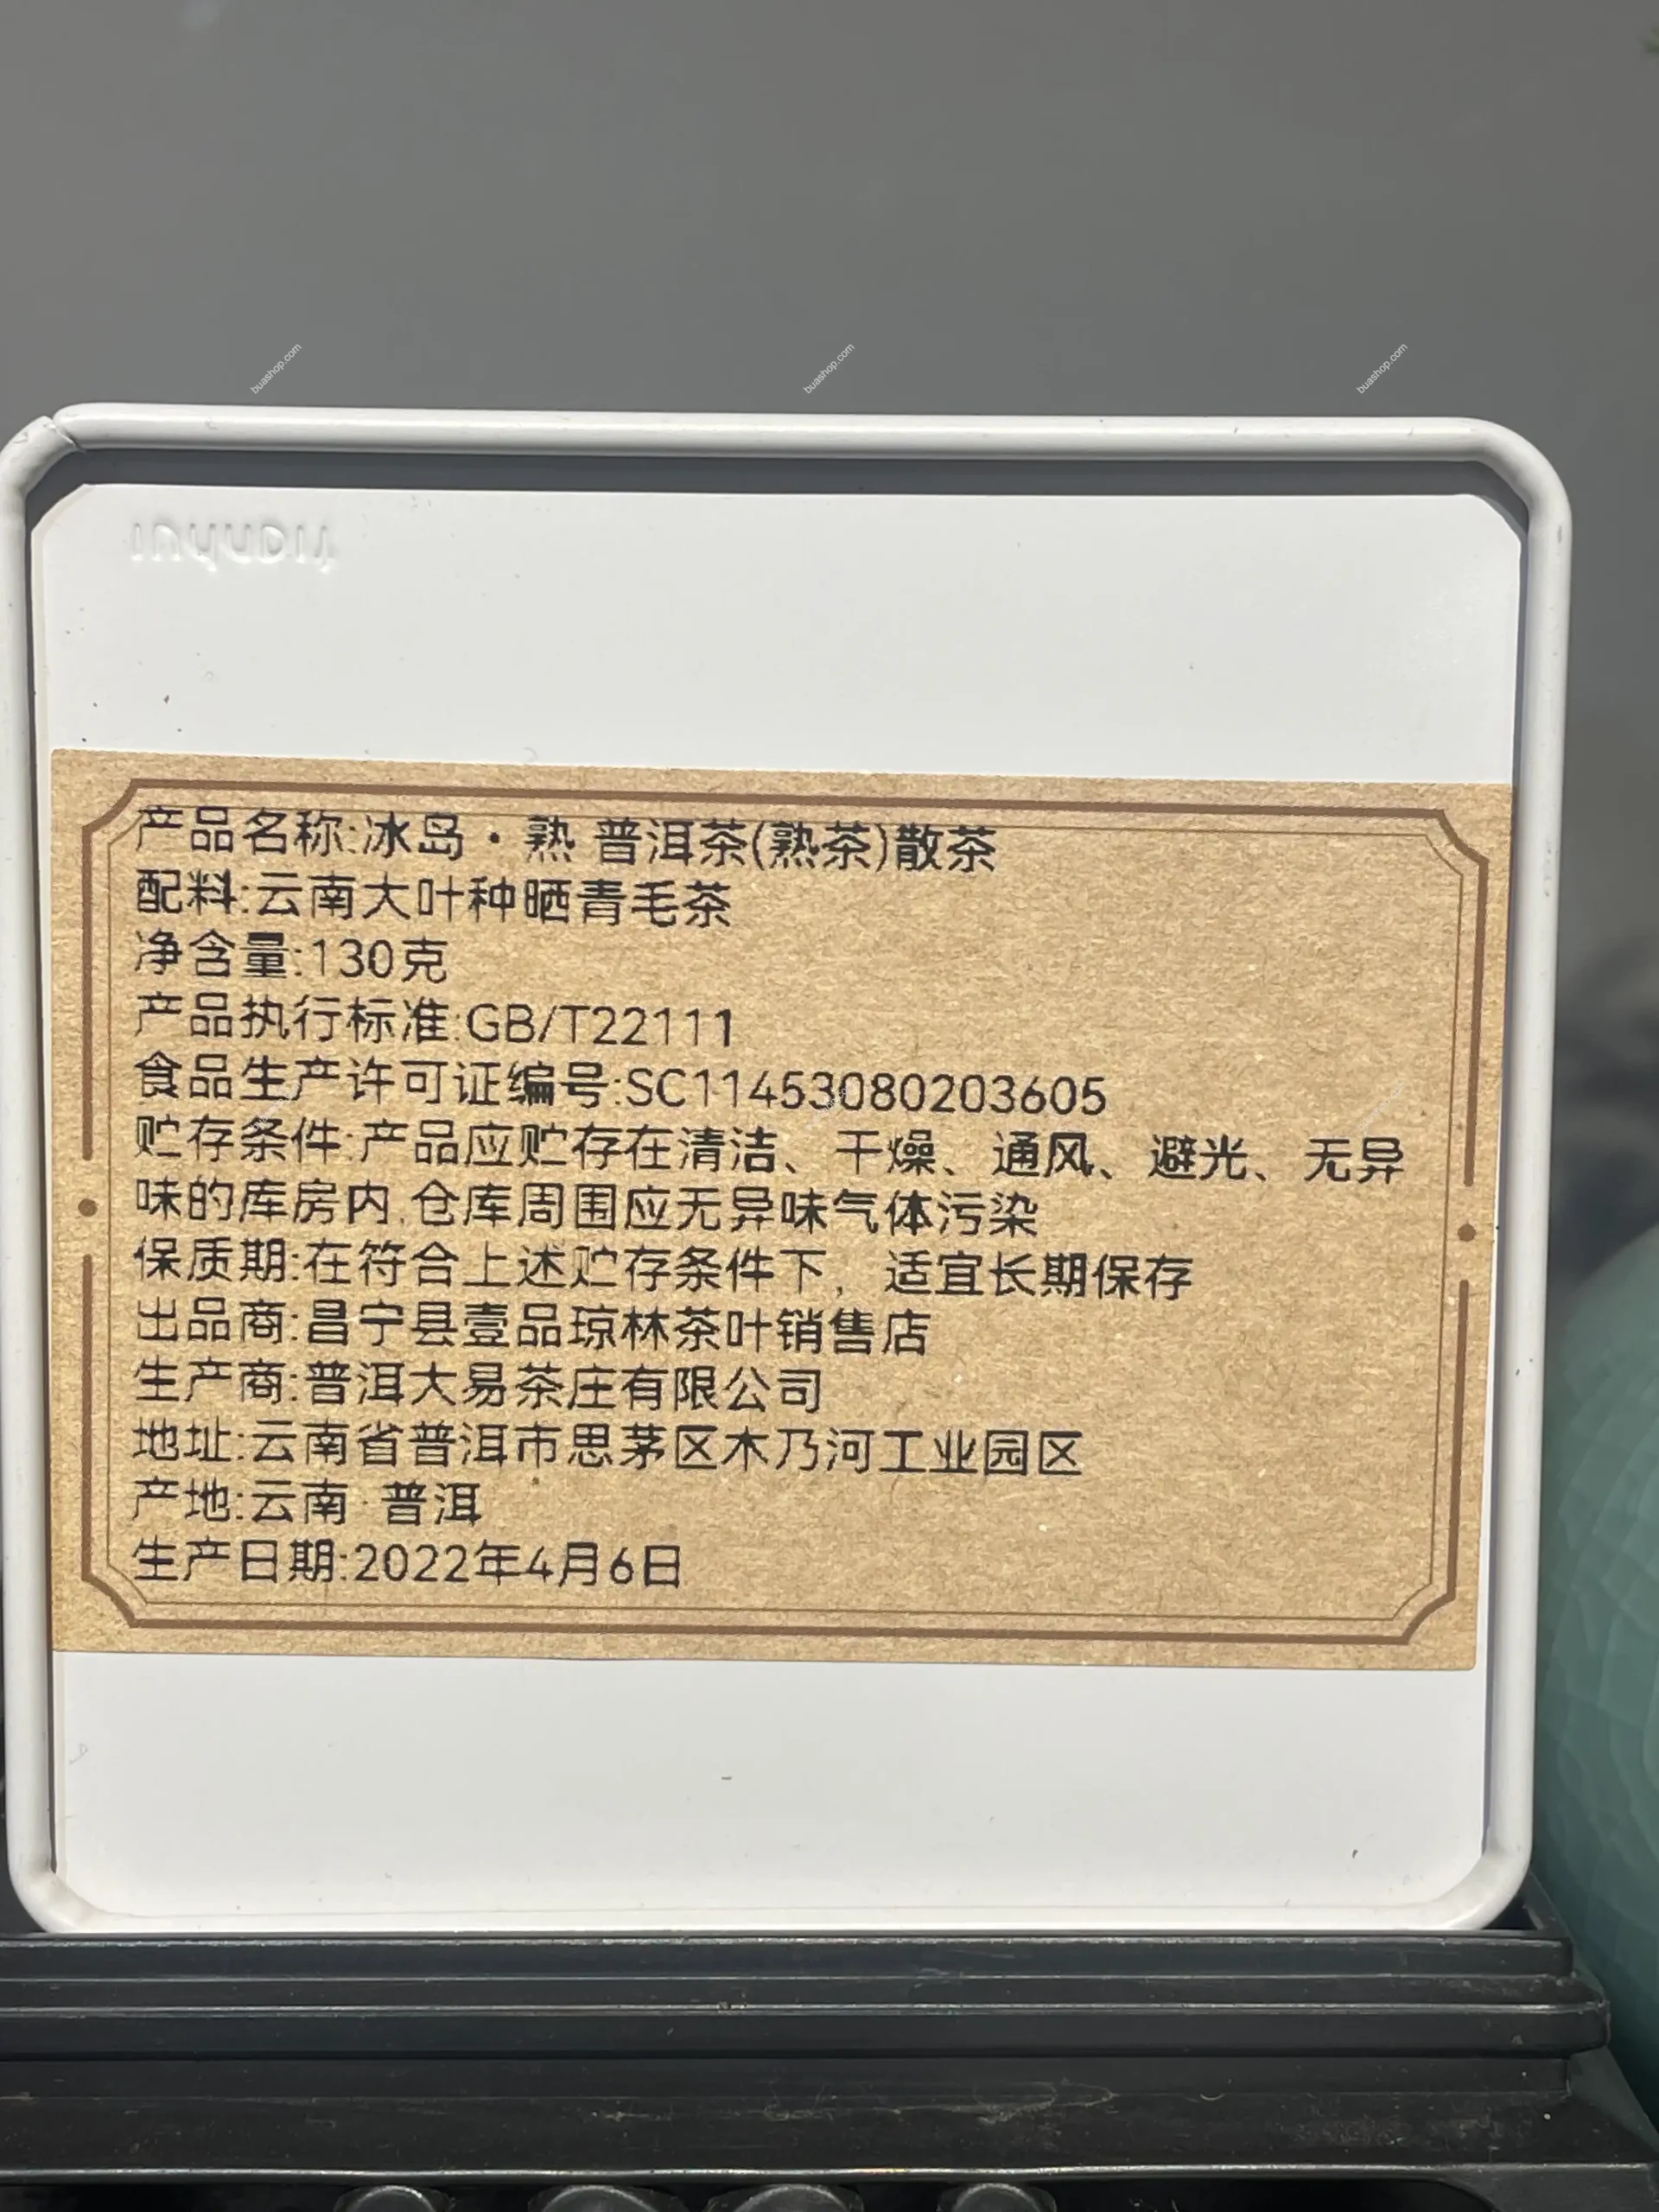 buashop.com buashop.com buashop.com
tianhui
产品名称:冰岛·熟 普洱茶(熟茶)散茶
配料:云南大叶种晒青毛茶
净含量:130克
产品执行标准:GB/T22111
食品生产许可证编号:SC11453080203605
贮存条件:产品应贮存在清洁、干燥、通风、避光、无异
味的库房内,仓库周围应无异味气体污染
保质期:在符合上述贮存条件下，适宜长期保存
出品商:昌宁县壹品琼林茶叶销售店
生产商:普洱大易茶庄有限公司
地址:云南省普洱市思茅区木乃河工业园区
产地:云南·普洱
生产日期:2022年4月6日